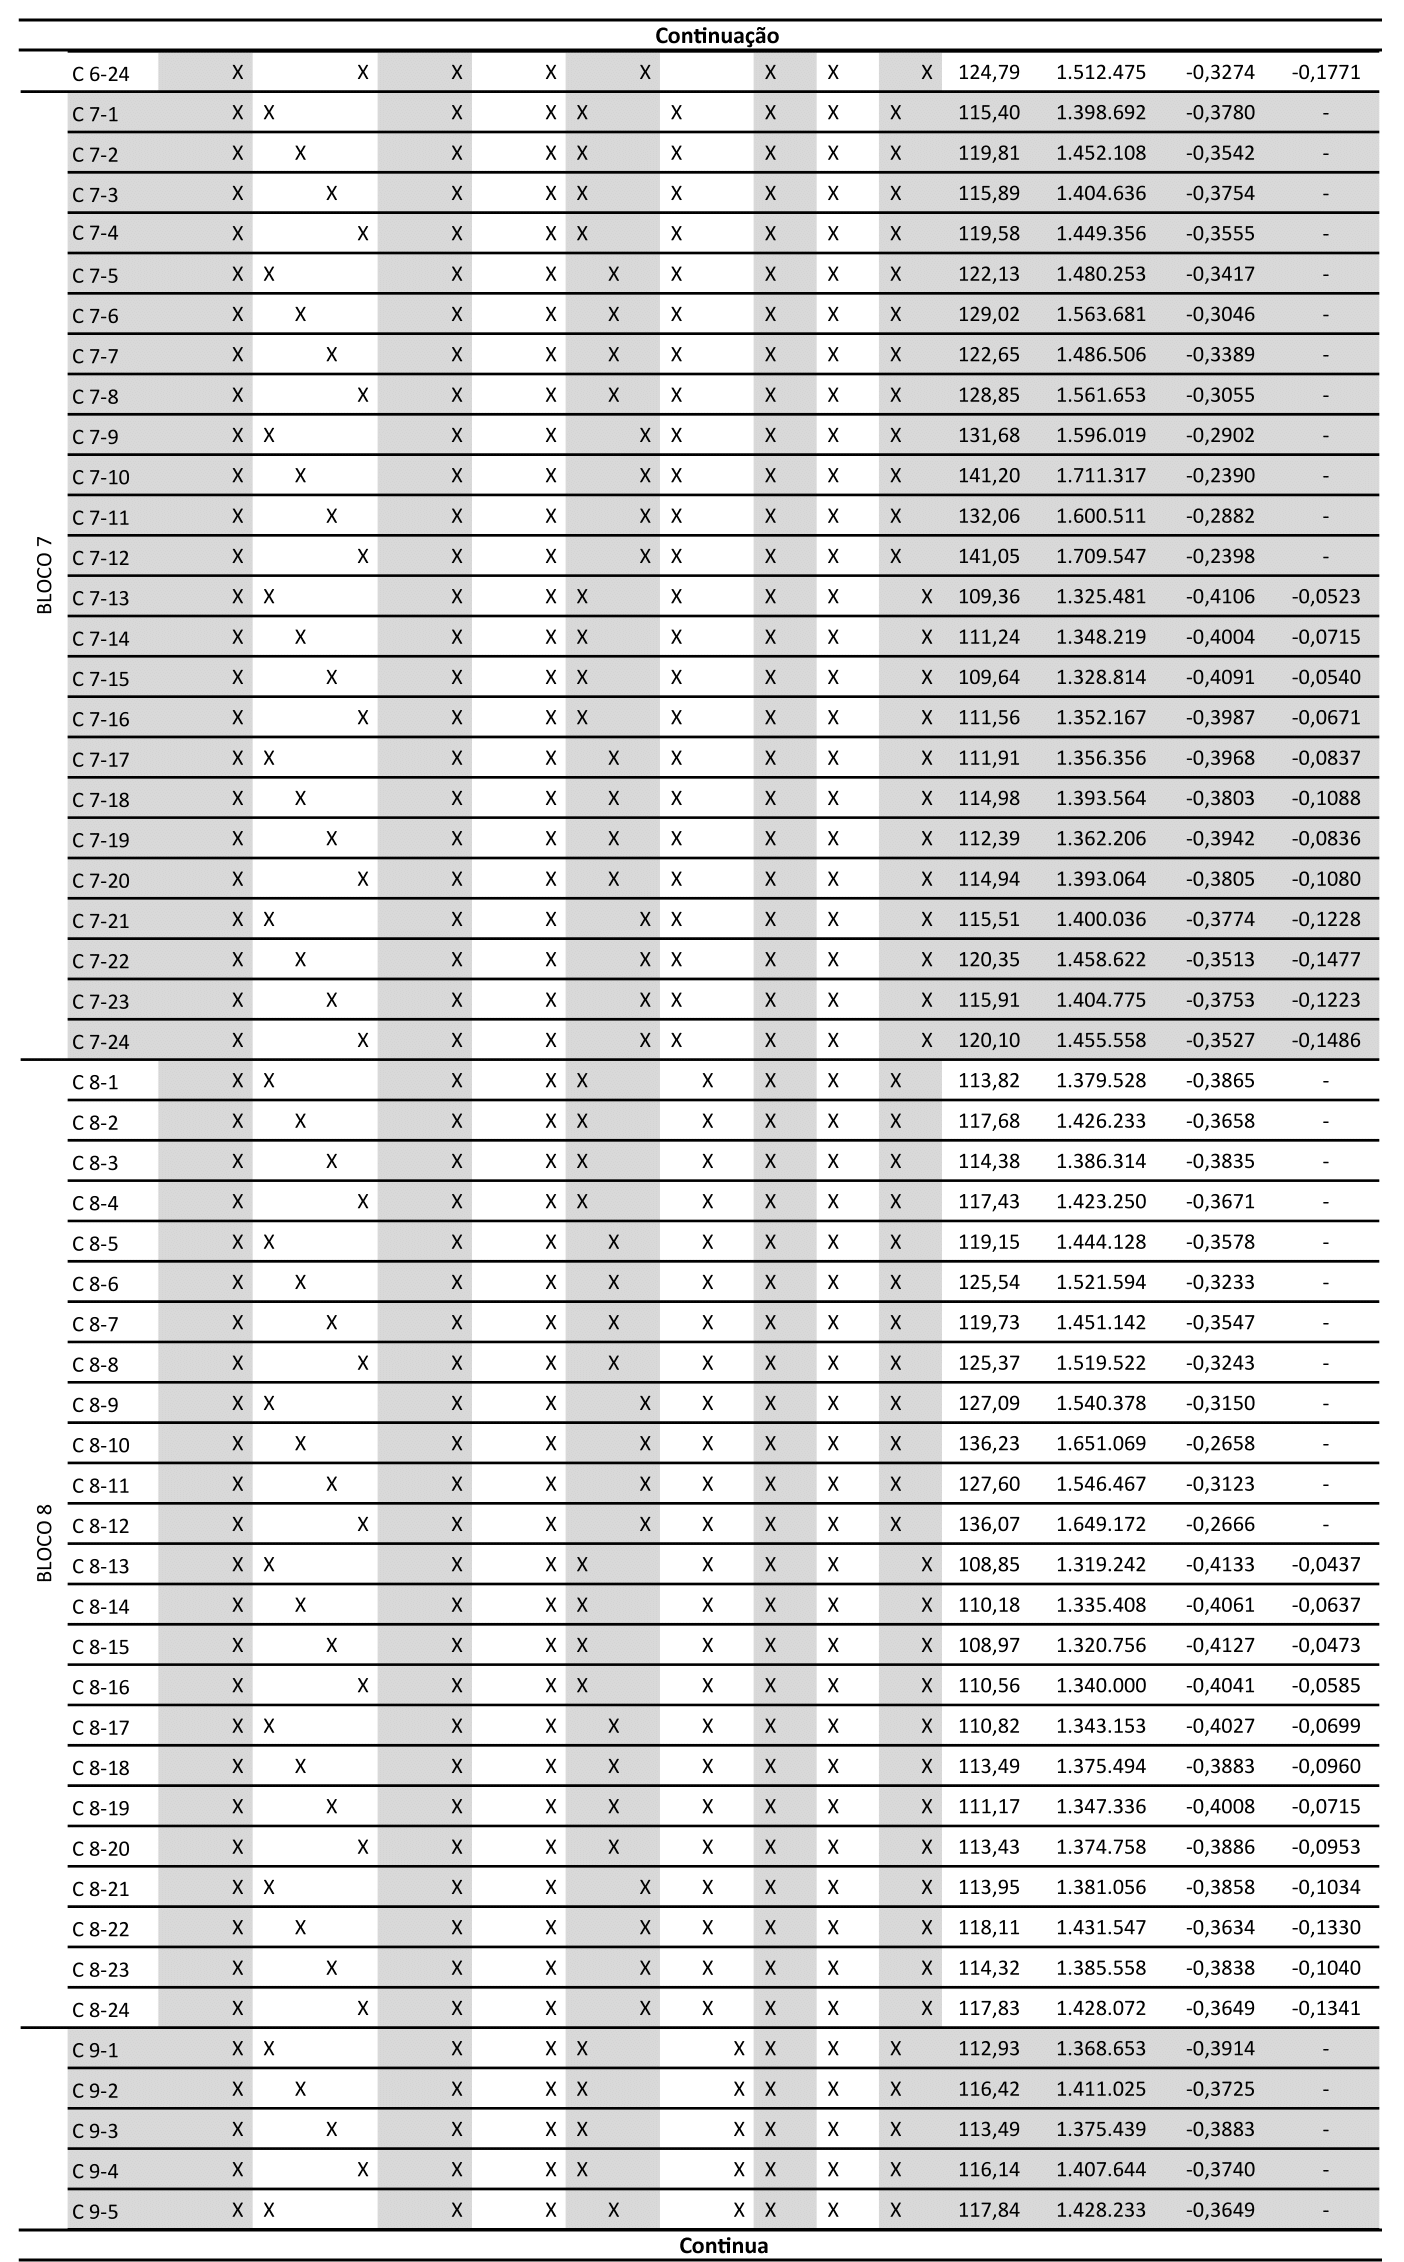 Continuação
C 6-24 X X X X X X X X 124,79 1.512.475 -0,3274 -0,1771
C 7-1 X X X X X X X X X 115,40 1.398.692 -0,3780 -
C 7-2 X X X X X X X X X 119,81 1.452.108 -0,3542 -
C 7-3 X X X X X X X X X 115,89 1.404.636 -0,3754 -
C 7-4 X X X X X X X X X 119,58 1.449.356 -0,3555 -
C 7-5 X X X X X X X X X 122,13 1.480.253 -0,3417 -
C 7-6 X X X X X X X X X 129,02 1.563.681 -0,3046 -
C 7-7 X X X X X X X X X 122,65 1.486.506 -0,3389 -
C 7-8 X X X X X X X X X 128,85 1.561.653 -0,3055 -
C 7-9 X X X X X X X X X 131,68 1.596.019 -0,2902 -
C 7-10 X X X X X X X X X 141,20 1.711.317 -0,2390 -
C 7-11 X X X X X X X X X 132,06 1.600.511 -0,2882 -
C 7-12 X X X X X X X X X 141,05 1.709.547 -0,2398 -
BLOCO 7
C 7-13 X X X X X X X X X 109,36 1.325.481 -0,4106 -0,0523
C 7-14 X X X X X X X X X 111,24 1.348.219 -0,4004 -0,0715
C 7-15 X X X X X X X X X 109,64 1.328.814 -0,4091 -0,0540
C 7-16 X X X X X X X X X 111,56 1.352.167 -0,3987 -0,0671
C 7-17 X X X X X X X X X 111,91 1.356.356 -0,3968 -0,0837
C 7-18 X X X X X X X X X 114,98 1.393.564 -0,3803 -0,1088
C 7-19 X X X X X X X X X 112,39 1.362.206 -0,3942 -0,0836
C 7-20 X X X X X X X X X 114,94 1.393.064 -0,3805 -0,1080
C 7-21 X X X X X X X X X 115,51 1.400.036 -0,3774 -0,1228
C 7-22 X X X X X X X X X 120,35 1.458.622 -0,3513 -0,1477
C 7-23 X X X X X X X X X 115,91 1.404.775 -0,3753 -0,1223
C 7-24 X X X X X X X X X 120,10 1.455.558 -0,3527 -0,1486
C 8-1 X X X X X X X X X 113,82 1.379.528 -0,3865 -
C 8-2 X X X X X X X X X 117,68 1.426.233 -0,3658 -
C 8-3 X X X X X X X X X 114,38 1.386.314 -0,3835 -
C 8-4 X X X X X X X X X 117,43 1.423.250 -0,3671 -
C 8-5 X X X X X X X X X 119,15 1.444.128 -0,3578 -
C 8-6 X X X X X X X X X 125,54 1.521.594 -0,3233 -
C 8-7 X X X X X X X X X 119,73 1.451.142 -0,3547 -
C 8-8 X X X X X X X X X 125,37 1.519.522 -0,3243 -
C 8-9 X X X X X X X X X 127,09 1.540.378 -0,3150 -
C 8-10 X X X X X X X X X 136,23 1.651.069 -0,2658 -
C 8-11 X X X X X X X X X 127,60 1.546.467 -0,3123 -
C 8-12 X X X X X X X X X 136,07 1.649.172 -0,2666 -
BLOCO 8
C 8-13 X X X X X X X X X 108,85 1.319.242 -0,4133 -0,0437
C 8-14 X X X X X X X X X 110,18 1.335.408 -0,4061 -0,0637
C 8-15 X X X X X X X X X 108,97 1.320.756 -0,4127 -0,0473
C 8-16 X X X X X X X X X 110,56 1.340.000 -0,4041 -0,0585
C 8-17 X X X X X X X X X 110,82 1.343.153 -0,4027 -0,0699
C 8-18 X X X X X X X X X 113,49 1.375.494 -0,3883 -0,0960
C 8-19 X X X X X X X X X 111,17 1.347.336 -0,4008 -0,0715
C 8-20 X X X X X X X X X 113,43 1.374.758 -0,3886 -0,0953
C 8-21 X X X X X X X X X 113,95 1.381.056 -0,3858 -0,1034
C 8-22 X X X X X X X X X 118,11 1.431.547 -0,3634 -0,1330
C 8-23 X X X X X X X X X 114,32 1.385.558 -0,3838 -0,1040
C 8-24 X X X X X X X X X 117,83 1.428.072 -0,3649 -0,1341
C 9-1 X X X X X X X X X 112,93 1.368.653 -0,3914 -
C 9-2 X X X X X X X X X 116,42 1.411.025 -0,3725 -
C 9-3 X X X X X X X X X 113,49 1.375.439 -0,3883 -
C 9-4 X X X X X X X X X 116,14 1.407.644 -0,3740 -
C 9-5 X X X X X X X X X 117,84 1.428.233 -0,3649 -
Continua